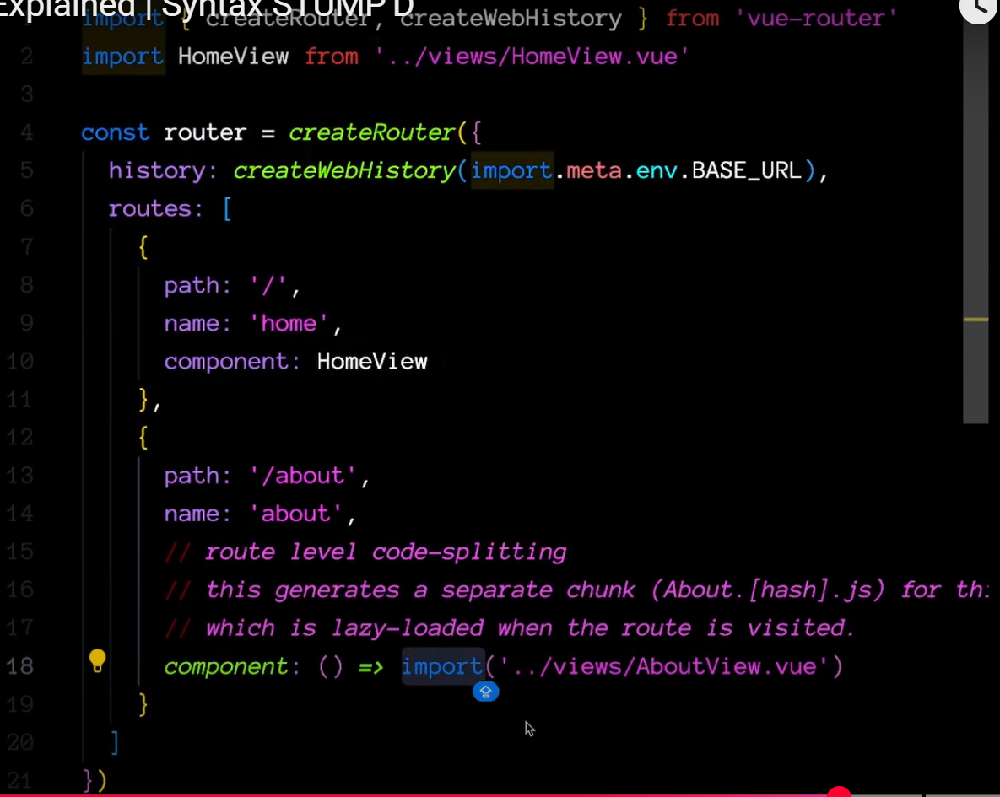 Explained | Syntax STUMP'D
1 import { createRouter, createWebHistory } from 'vue-router'
2 import HomeView from '../views/HomeView.vue'
3
4 const router = createRouter({
5 history: createWebHistory(import.meta.env.BASE_URL),
6 routes: [
7 {
8 path: '/',
9 name: 'home',
10 component: HomeView
11 },
12 {
13 path: '/about',
14 name: 'about',
15 // route level code-splitting
16 // this generates a separate chunk (About.[hash].js) for thi
17 // which is lazy-loaded when the route is visited.
18 component: () => import('../views/AboutView.vue')
19 }
20 ]
21 })